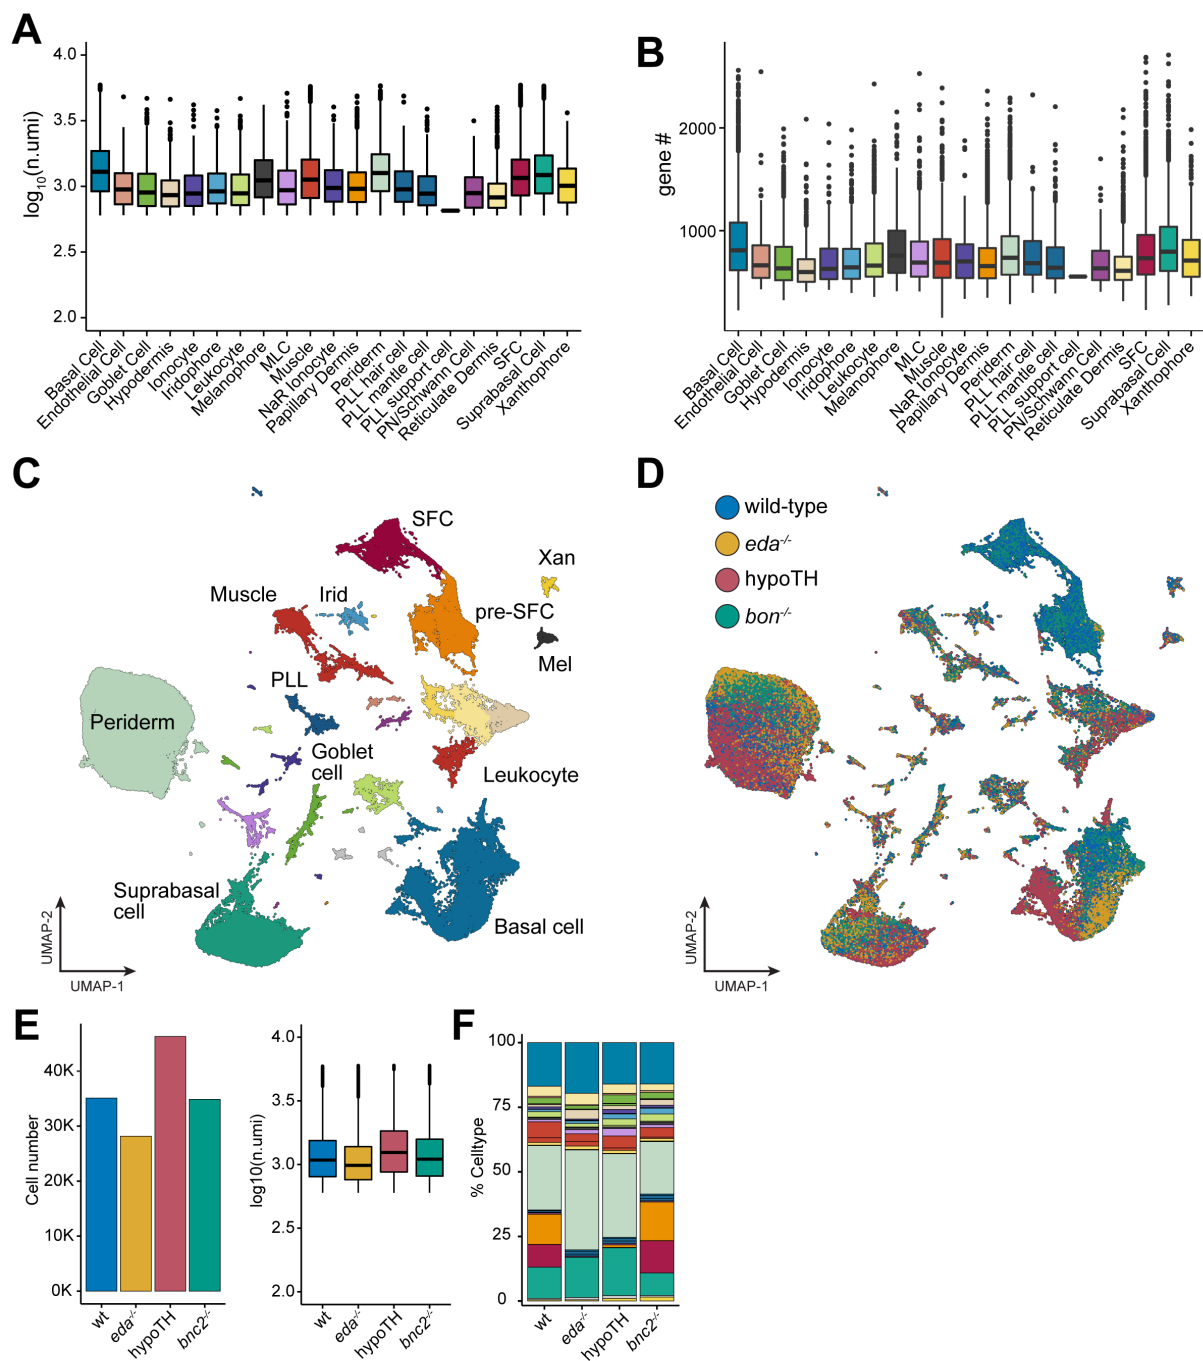 A
4.0
3.5
3.0
2.5
2.0
log10(n.umi)
Basal Cell
Endothelial Cell
Goblet Cell
Hypodermis
Ionocyte
Iridophore
Leukocyte
Melanophore
MLC
Muscle
NaR Ionocyte
Papillary Dermis
Periderm
PLL hair cell
PLL mantle cell
PLL support cell
PN/Schwann Cell
Reticulate Dermis
SFC
Suprabasal Cell
Xanthophore
B
gene #
2000
1000
Basal Cell
Endothelial Cell
Goblet Cell
Hypodermis
Ionocyte
Iridophore
Leukocyte
Melanophore
MLC
Muscle
NaR Ionocyte
Papillary Dermis
Periderm
PLL hair cell
PLL mantle cell
PLL support cell
PN/Schwann Cell
Reticulate Dermis
SFC
Suprabasal Cell
Xanthophore
C
SFC
Xan
Muscle
Irid
pre-SFC
Mel
PLL
Periderm
Goblet
cell
Leukocyte
Suprabasal
cell
Basal cell
UMAP-2
UMAP-1
D
wild-type
eda-/-
hypoTH
bon-/-
UMAP-2
UMAP-1
E
Cell number
40K
30K
20K
10K
0K
wt
eda-/-
hypoTH
bnc2-/-
log10(n.umi)
4.0
3.5
3.0
2.5
2.0
wt
eda-/-
hypoTH
bnc2-/-
F
% Celltype
100
75
50
25
0
wt
eda-/-
hypoTH
bnc2-/-